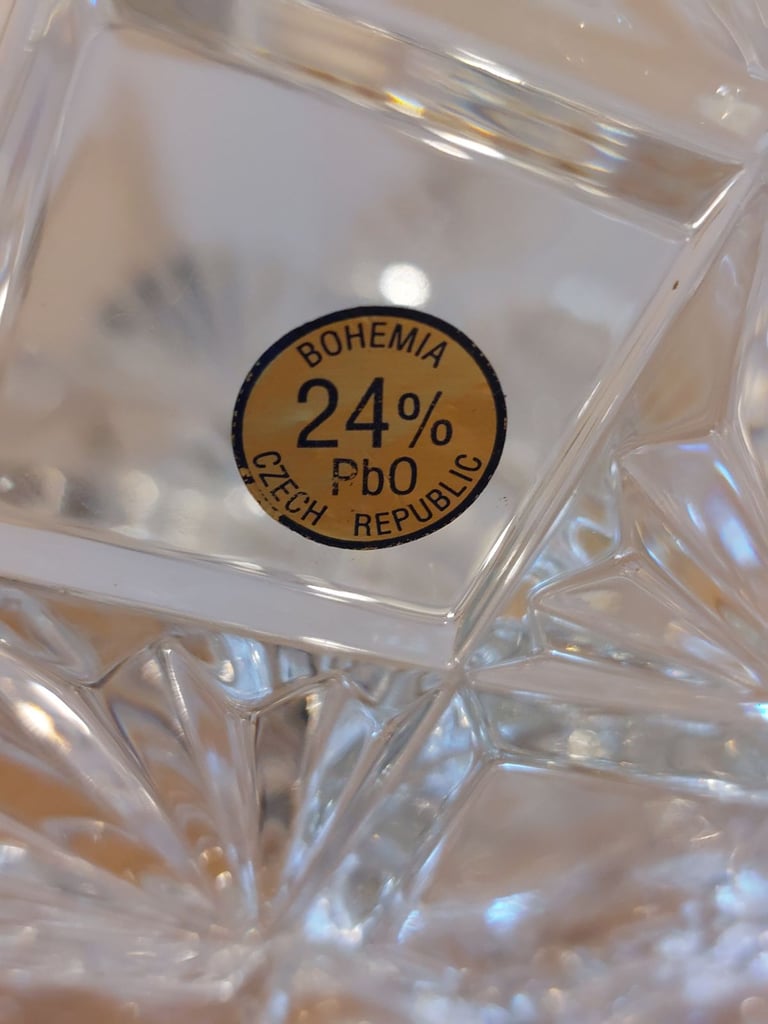 BOHEMIA
24%
PbO
CZECH REPUBLIC